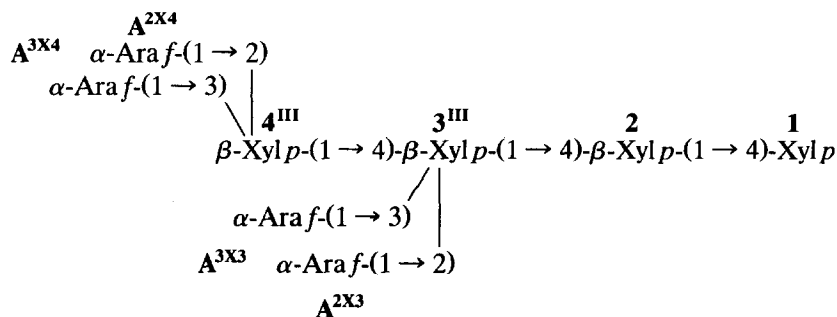 A^2X4
A^3X4 α-Araf-(1 → 2)
α-Araf-(1 → 3)
4^III 3^III 2 1
β-Xylp-(1 → 4)-β-Xylp-(1 → 4)-β-Xylp-(1 → 4)-Xylp
α-Araf-(1 → 3)
A^3X3 α-Araf-(1 → 2)
A^2X3